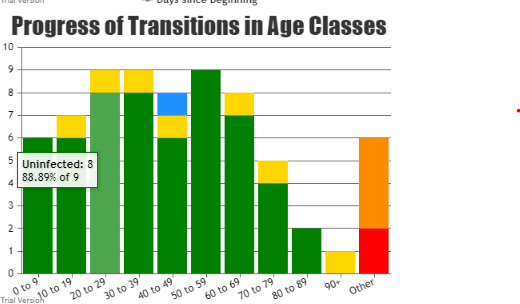 Trial Version
Days since Beginning
Progress of Transitions in Age Classes
10
9
8
7
6
5
4
3
2
1
0
Uninfected: 8
88.89% of 9
0 to 9
10 to 19
20 to 29
30 to 39
40 to 49
50 to 59
60 to 69
70 to 79
80 to 89
90+
Other
Trial Version